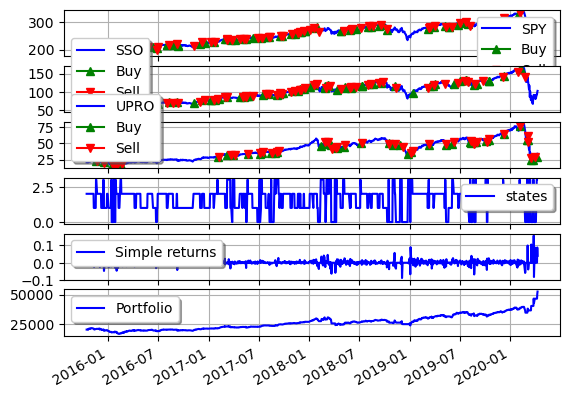 300
200
SPY
Buy
Sell
SSO
Buy
Sell
150
100
50
UPRO
Buy
Sell
75
50
25
2.5
0.0
states
0.1
0.0
−0.1
Simple returns
50000
25000
Portfolio
2016-01
2016-07
2017-01
2017-07
2018-01
2018-07
2019-01
2019-07
2020-01